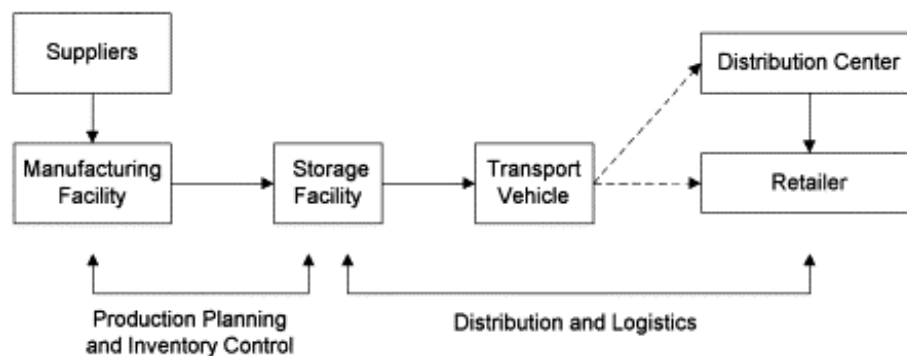 Suppliers
Distribution Center
Manufacturing
Facility
Storage
Facility
Transport
Vehicle
Retailer
Production Planning
and Inventory Control
Distribution and Logistics